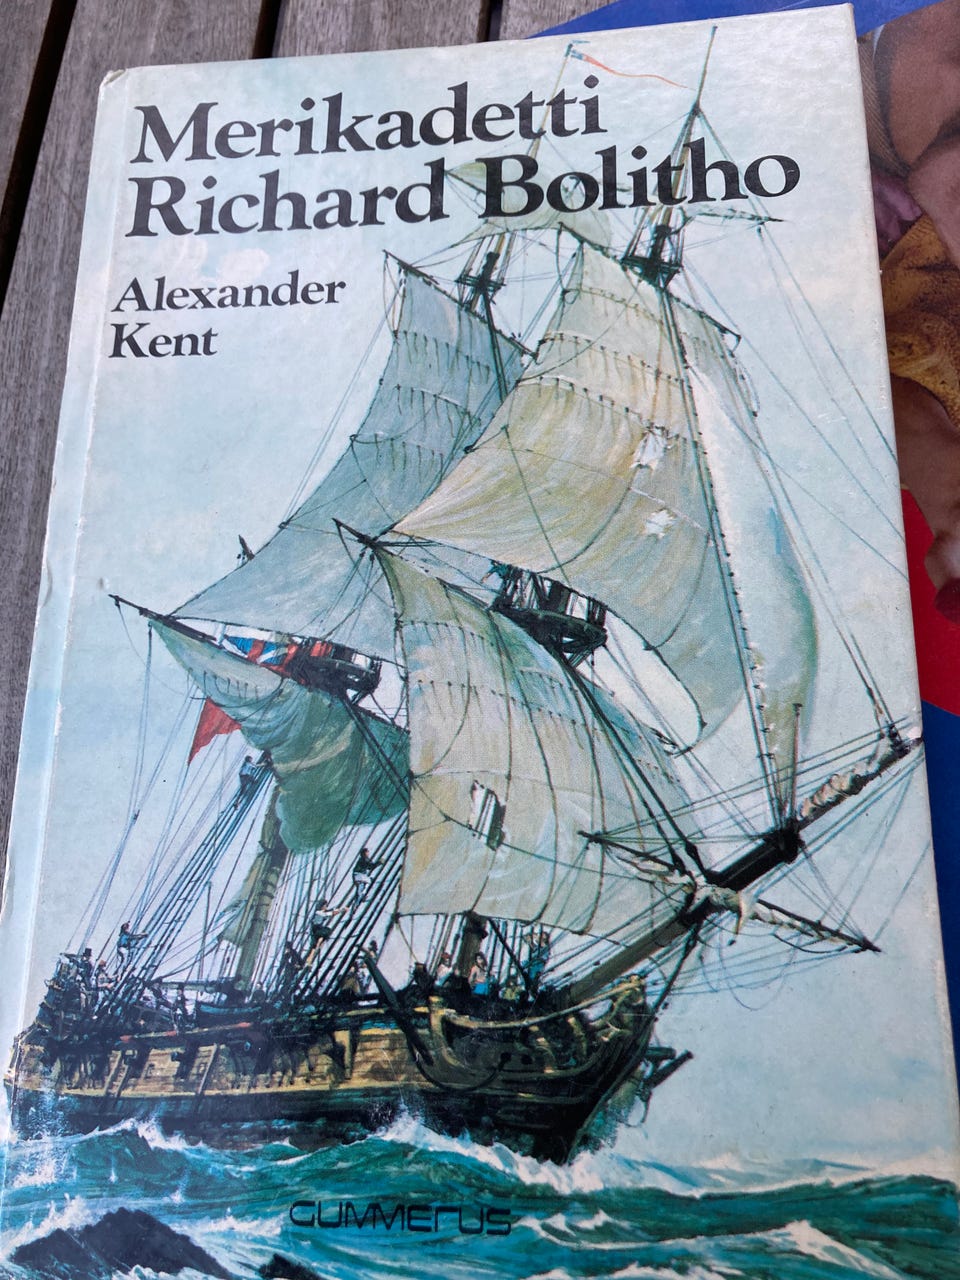 Merikadetti
Richard Bolitho
Alexander
Kent
GUMMERUS